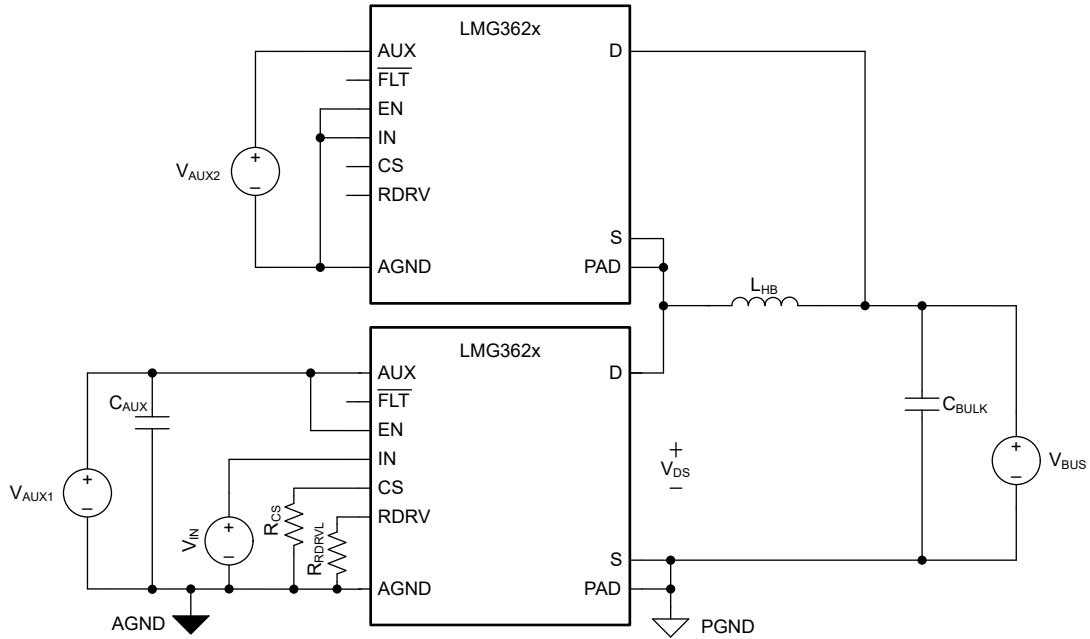 LMG362x
AUX
D
FLT
EN
IN
CS
RDRV
VAUX2
+
−
S
AGND
PAD
LHB
LMG362x
AUX
D
CAUX
FLT
CBULK
EN
IN
+
VDS
−
VBUS
+
−
CS
VAUX1
+
−
RCS
RDRV
VIN
+
−
RRDRVL
S
AGND
PAD
AGND
PGND